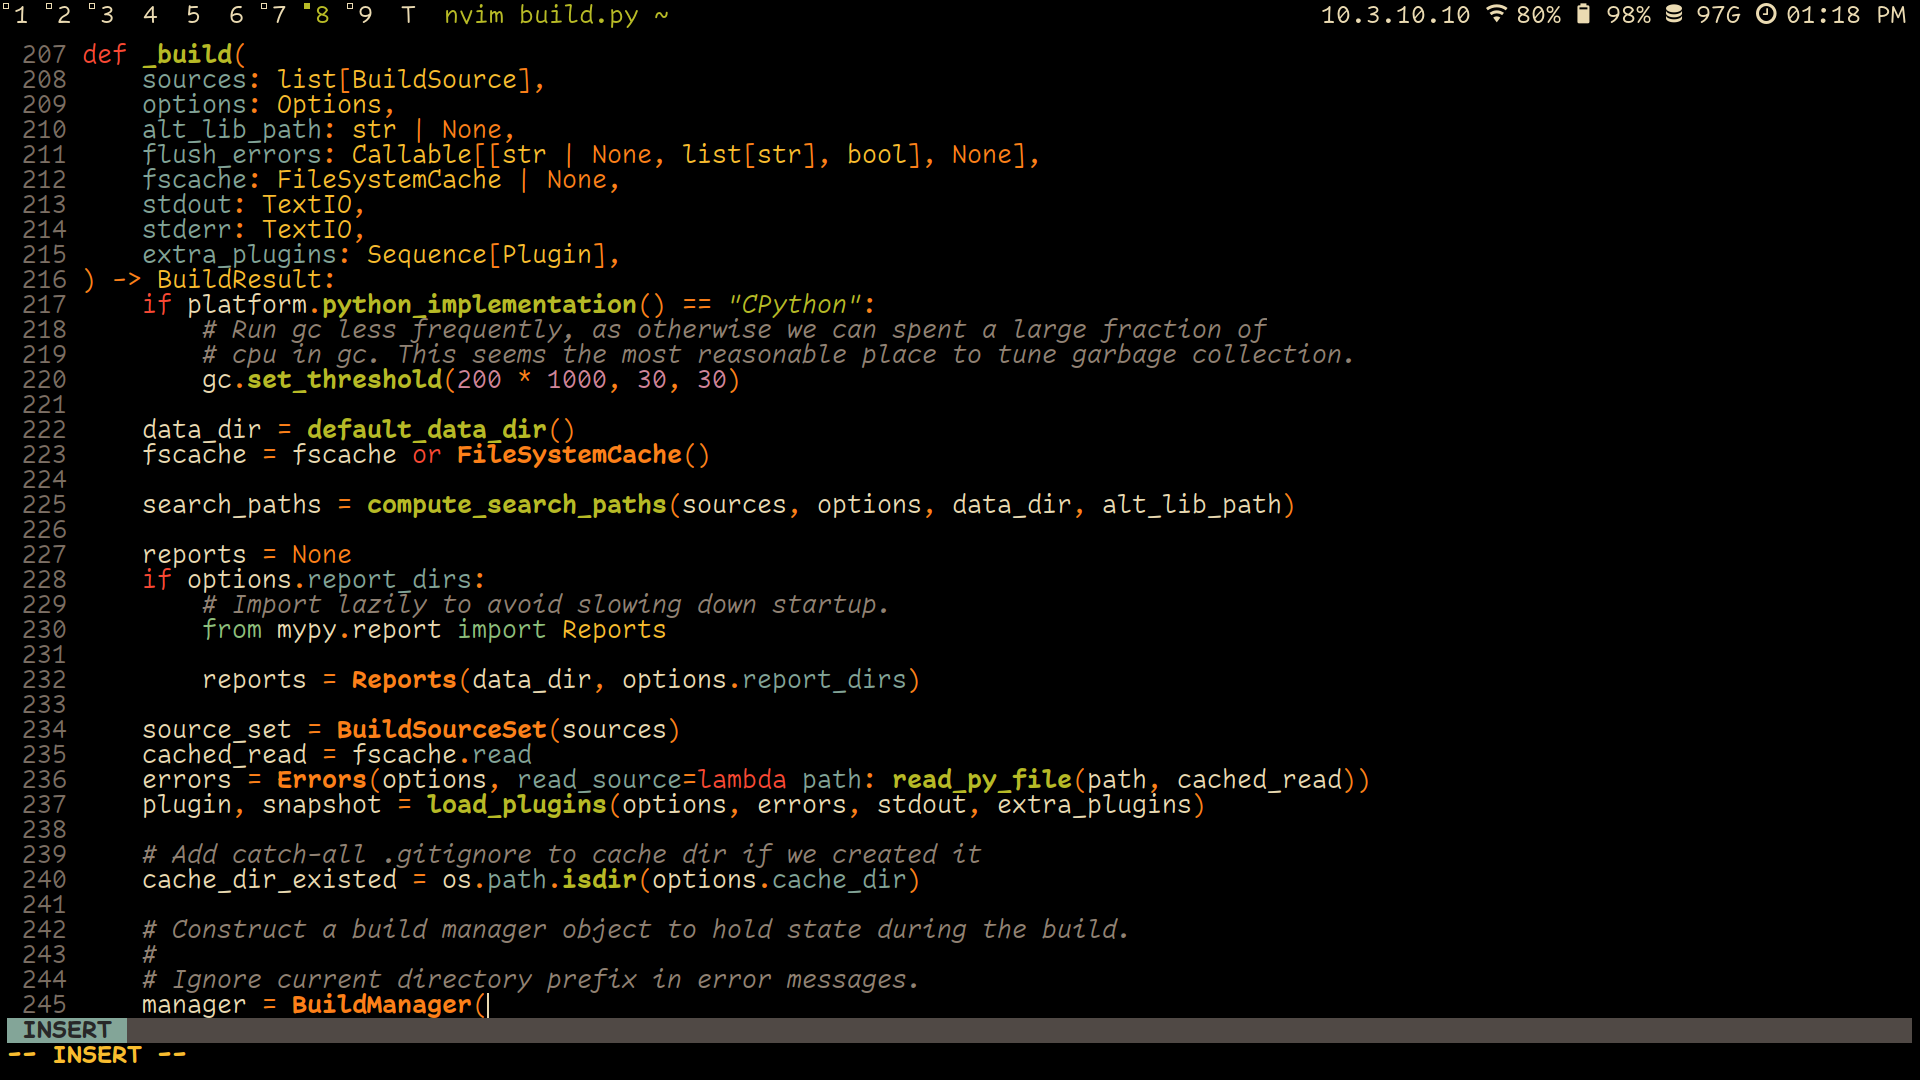 1 2 3 4 5 6 7 8 9 T nvim build.py ~ 10.3.10.10 80% 98% 97G 01:18 PM
207 def _build(
208     sources: list[BuildSource],
209     options: Options,
210     alt_lib_path: str | None,
211     flush_errors: Callable[[str | None, list[str], bool], None],
212     fscache: FileSystemCache | None,
213     stdout: TextIO,
214     stderr: TextIO,
215     extra_plugins: Sequence[Plugin],
216 ) -> BuildResult:
217     if platform.python_implementation() == "CPython":
218         # Run gc less frequently, as otherwise we can spent a large fraction of
219         # cpu in gc. This seems the most reasonable place to tune garbage collection.
220         gc.set_threshold(200 * 1000, 30, 30)
221
222     data_dir = default_data_dir()
223     fscache = fscache or FileSystemCache()
224
225     search_paths = compute_search_paths(sources, options, data_dir, alt_lib_path)
226
227     reports = None
228     if options.report_dirs:
229         # Import lazily to avoid slowing down startup.
230         from mypy.report import Reports
231
232         reports = Reports(data_dir, options.report_dirs)
233
234     source_set = BuildSourceSet(sources)
235     cached_read = fscache.read
236     errors = Errors(options, read_source=lambda path: read_py_file(path, cached_read))
237     plugin, snapshot = load_plugins(options, errors, stdout, extra_plugins)
238
239     # Add catch-all .gitignore to cache dir if we created it
240     cache_dir_existed = os.path.isdir(options.cache_dir)
241
242     # Construct a build manager object to hold state during the build.
243     #
244     # Ignore current directory prefix in error messages.
245     manager = BuildManager(
INSERT
-- INSERT --